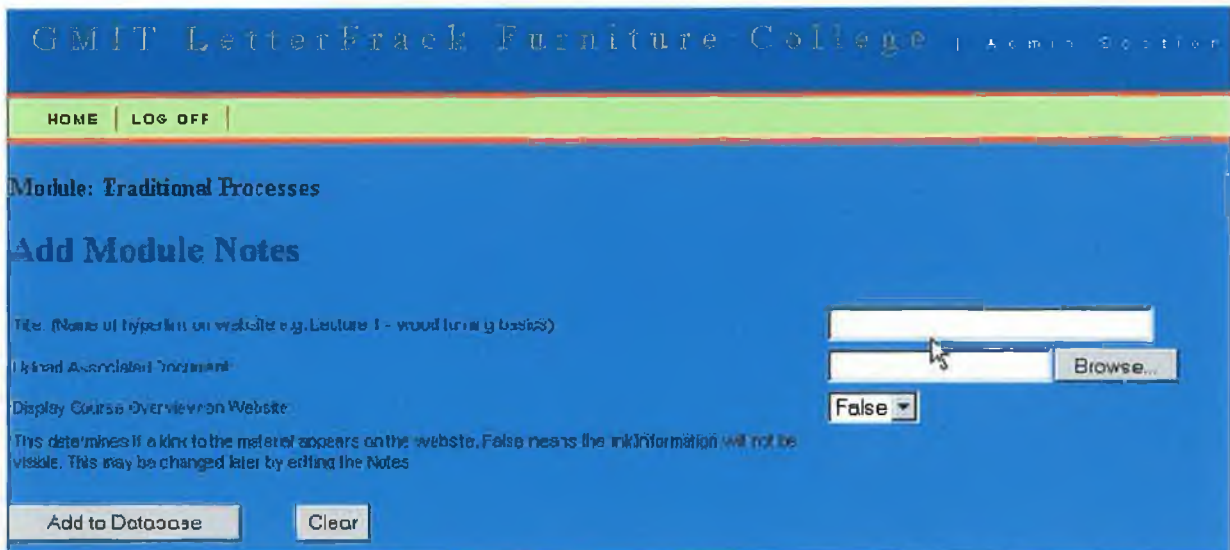 GMIT LetterFrack Furniture College | Admin Section
HOME | LOG OFF |
Module: Traditional Processes
Add Module Notes
Title: (Name of hyperlink on website e.g. Lecture 1 - wood turning basics)
Upload Associated Document:
Browse...
Display Course Overview on Website
False
This determines if a link to the material appears on the website, False means the link/information will not be
visible. This may be changed later by editing the Notes
Add to Database
Clear